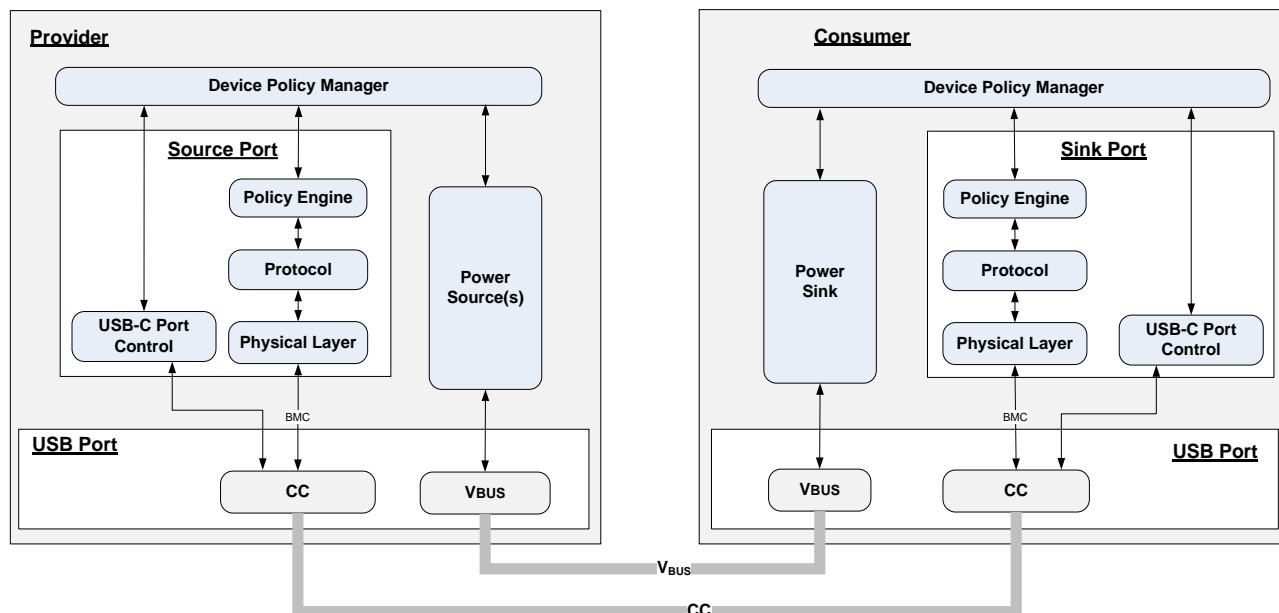 Provider
Device Policy Manager
Source Port
Policy Engine
Protocol
USB-C Port
Control
Physical Layer
Power
Source(s)
BMC
USB Port
CC
VBUS
Consumer
Device Policy Manager
Sink Port
Power
Sink
Policy Engine
Protocol
Physical Layer
USB-C Port
Control
BMC
USB Port
VBUS
CC
VBUS
CC